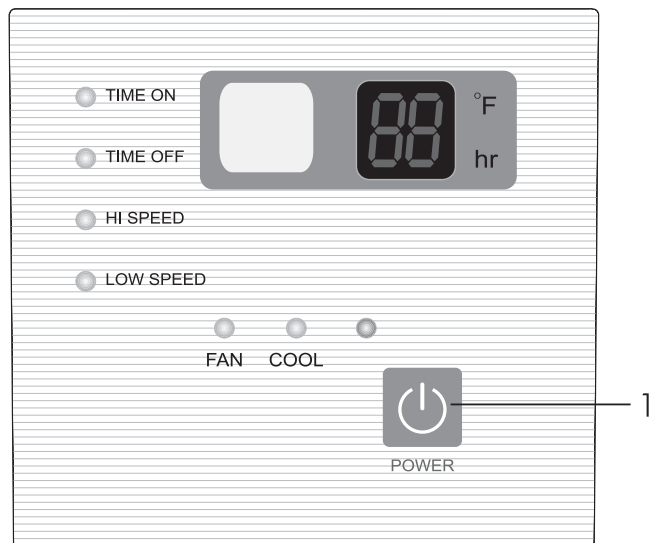 TIME ON
88 °F
TIME OFF
hr
HI SPEED
LOW SPEED
FAN COOL
1
POWER